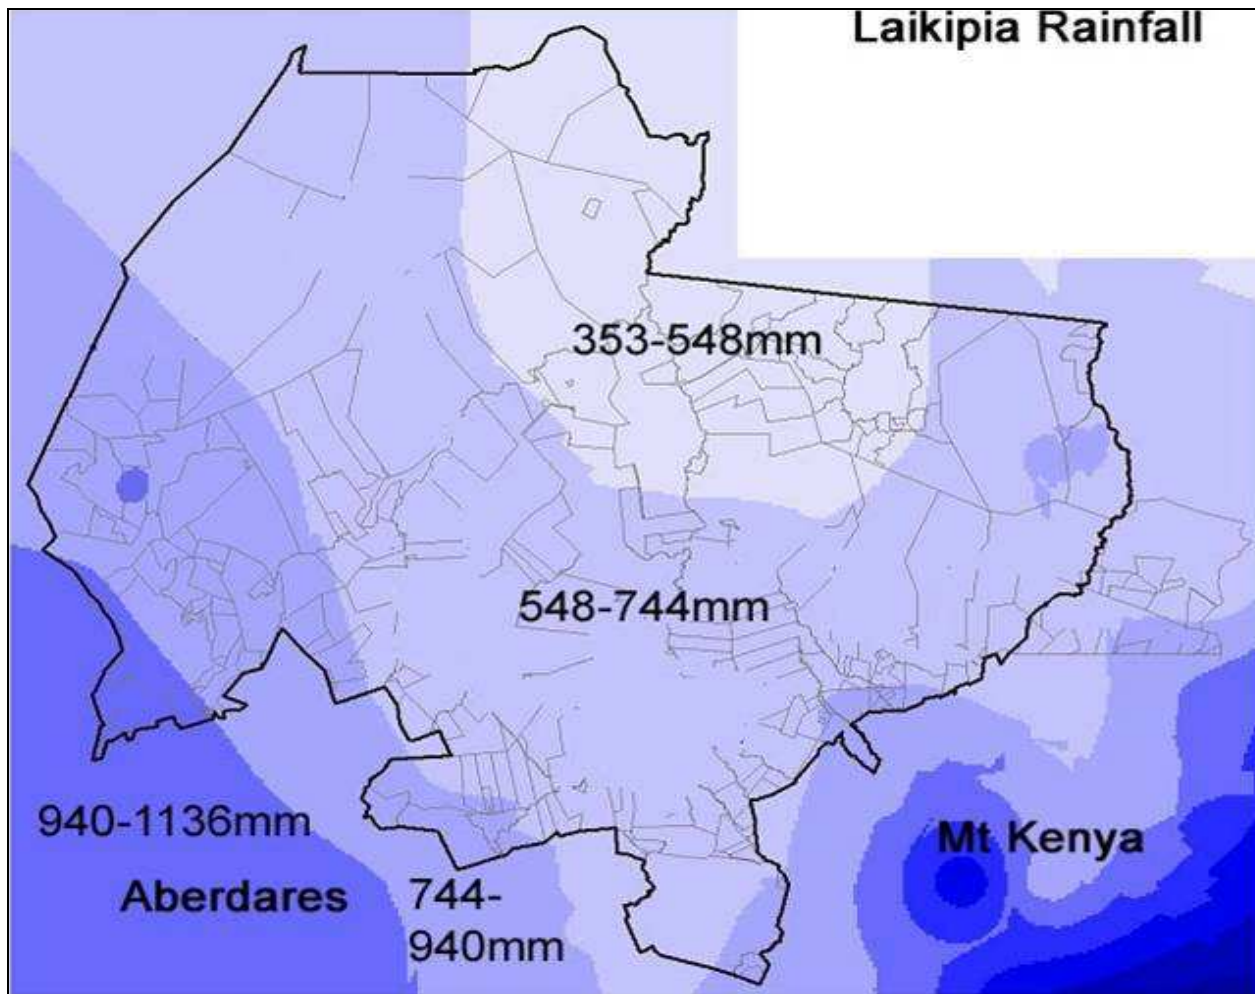 Laikipia Rainfall
353-548mm
548-744mm
940-1136mm
Mt Kenya
Aberdares
744-
940mm